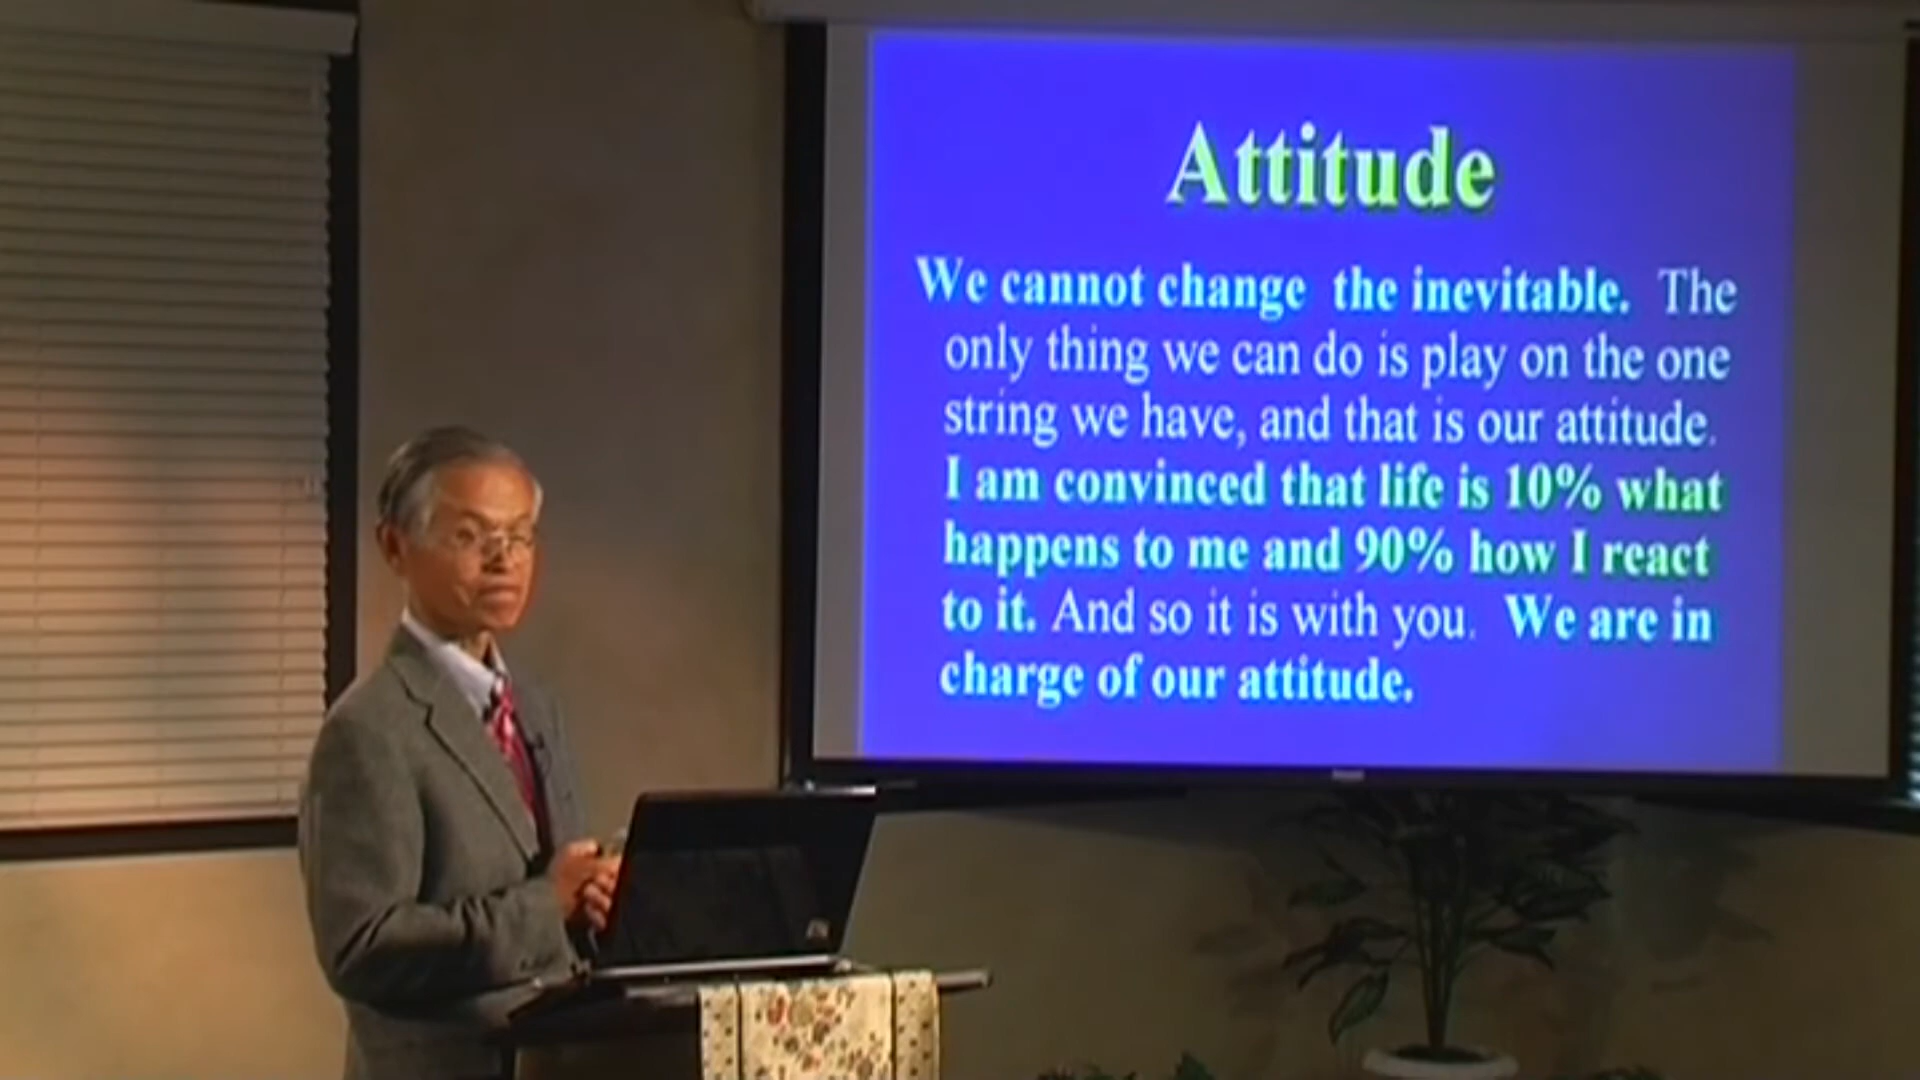 Attitude
We cannot change the inevitable. The
only thing we can do is play on the one
string we have, and that is our attitude.
I am convinced that life is 10% what
happens to me and 90% how I react
to it. And so it is with you. We are in
charge of our attitude.